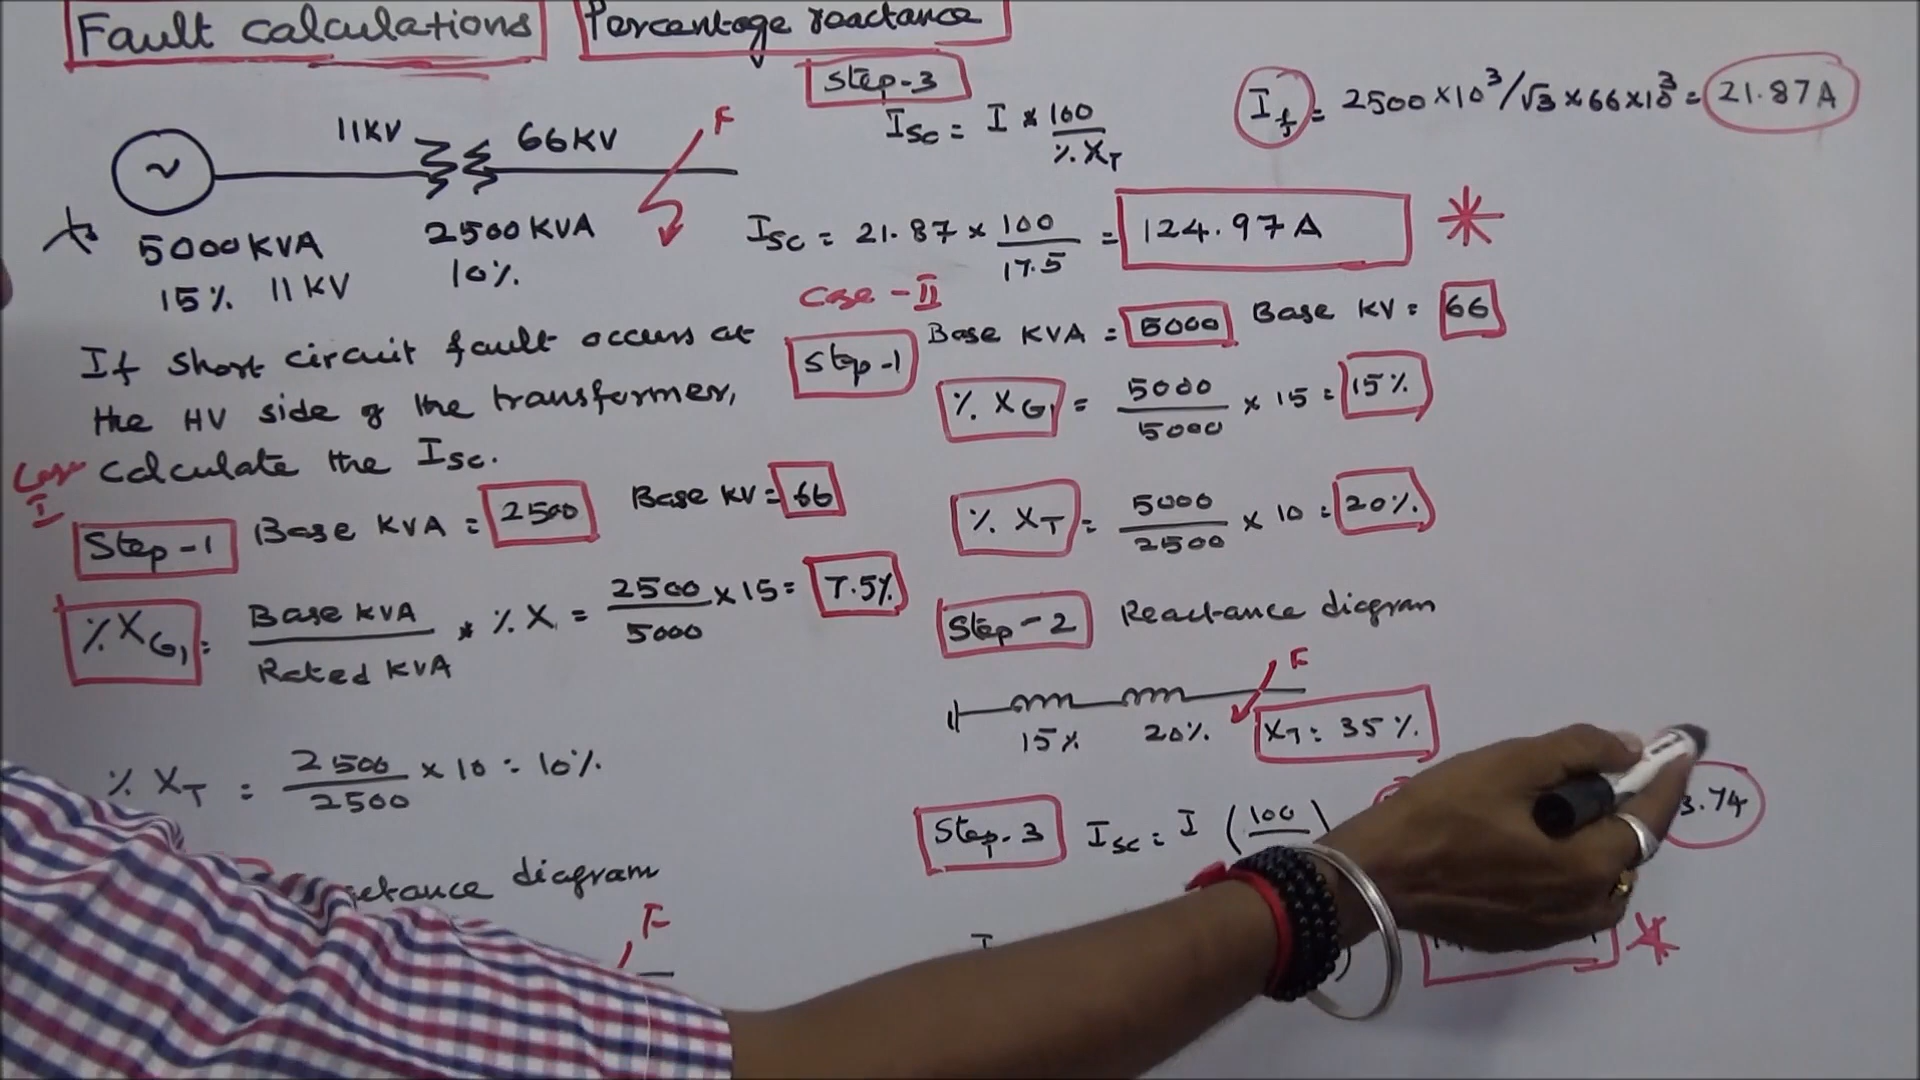 Fault calculations Percentage reactance
11KV 66KV F
5000KVA 2500KVA
15% 11KV 10%
If short circuit fault occurs at
the HV side of the transformer,
calculate the Isc.
Case I
Step-1 Base KVA = 2500 Base KV = 66
% XG1 = Base KVA / Rated KVA * % X = 2500 / 5000 × 15 = 7.5%
% XT = 2500 / 2500 × 10 = 10%
diagram
F
Step-3
Isc = I * 100 / % XT
If = 2500 × 10³ / √3 × 66 × 10³ = 21.87A
Isc = 21.87 × 100 / 17.5 = 124.97 A
Case - II
Step-1 Base KVA = 5000 Base KV = 66
% XG1 = 5000 / 5000 × 15 = 15%
% XT = 5000 / 2500 × 10 = 20%
Step-2 Reactance diagram
F
15% 20% XT = 35%
Step-3 Isc = I (100 3.74
I